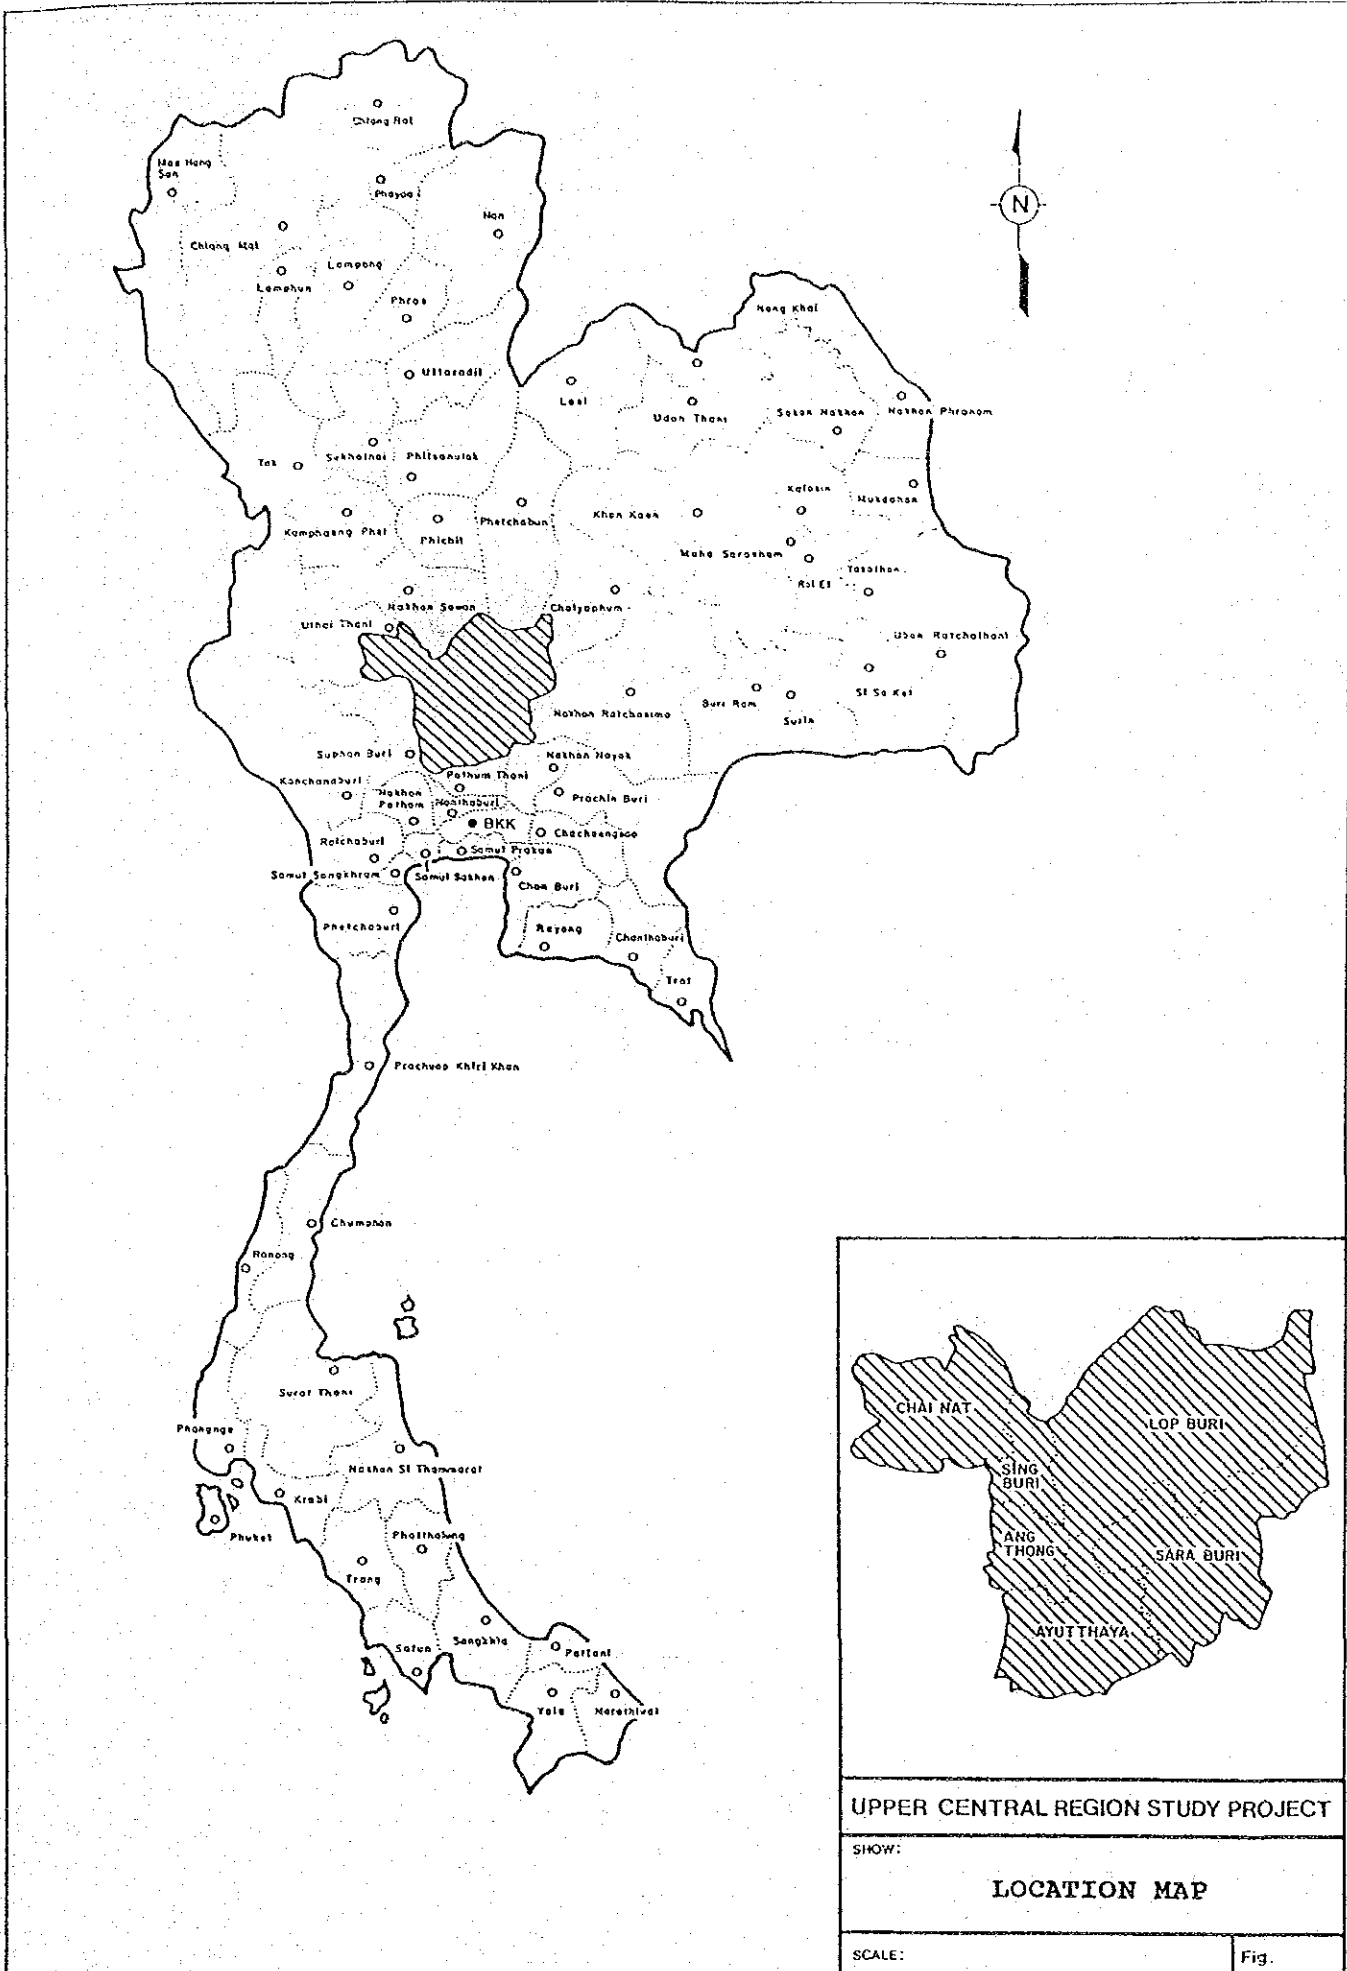 Chiang Rai
Mae Hong
Son
Phayao
Nan
Chiang Mai
Lampang
Lamphun
Phrae
Nong Khai
Uttaradit
Loei
Udon Thani
Sakon Nakhon
Nakhon Phranom
Tak
Sukhothai
Phitsanulok
Kalasin
Mukdahan
Kamphaeng Phet
Phichit
Phetchabun
Khon Kaen
Maha Sarakham
Roi Et
Yasothon
Nakhon Sawan
Chaiyaphum
Uthai Thani
Ubon Ratchathani
Si Sa Ket
Buri Ram
Surin
Nakhon Ratchasima
Suphan Buri
Nakhon Nayok
Kanchanaburi
Pathum Thani
Nakhon
Pathom
Nonthaburi
Prachin Buri
BKK
Ratchaburi
Chachoengsao
Samut Prakan
Samut Songkhram
Samut Sakhon
Chon Buri
Phetchaburi
Rayong
Chanthaburi
Trat
Prachuap Khiri Khan
Chumphon
Ranong
Surat Thani
Phangnga
Nakhon Si Thammarat
Krabi
Phuket
Phatthalung
Trang
Satun
Songkhla
Pattani
Yala
Narathiwat
N
CHAI NAT
LOP BURI
SING
BURI
ANG
THONG
SARA BURI
AYUTTHAYA
UPPER CENTRAL REGION STUDY PROJECT
SHOW:
LOCATION MAP
SCALE:
Fig.